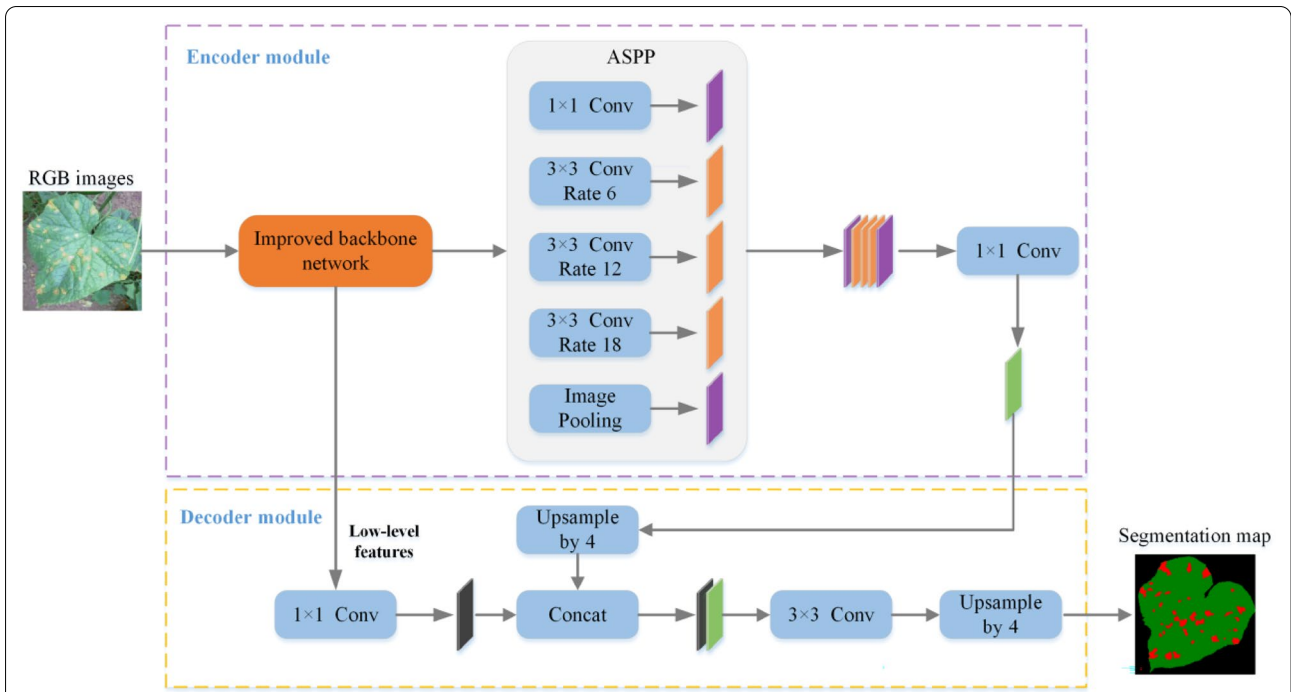 Encoder module
ASPP
1×1 Conv
3×3 Conv
Rate 6
3×3 Conv
Rate 12
3×3 Conv
Rate 18
Image
Pooling
RGB images
Improved backbone
network
1×1 Conv
Decoder module
Low-level
features
Upsample
by 4
1×1 Conv
Concat
3×3 Conv
Upsample
by 4
Segmentation map